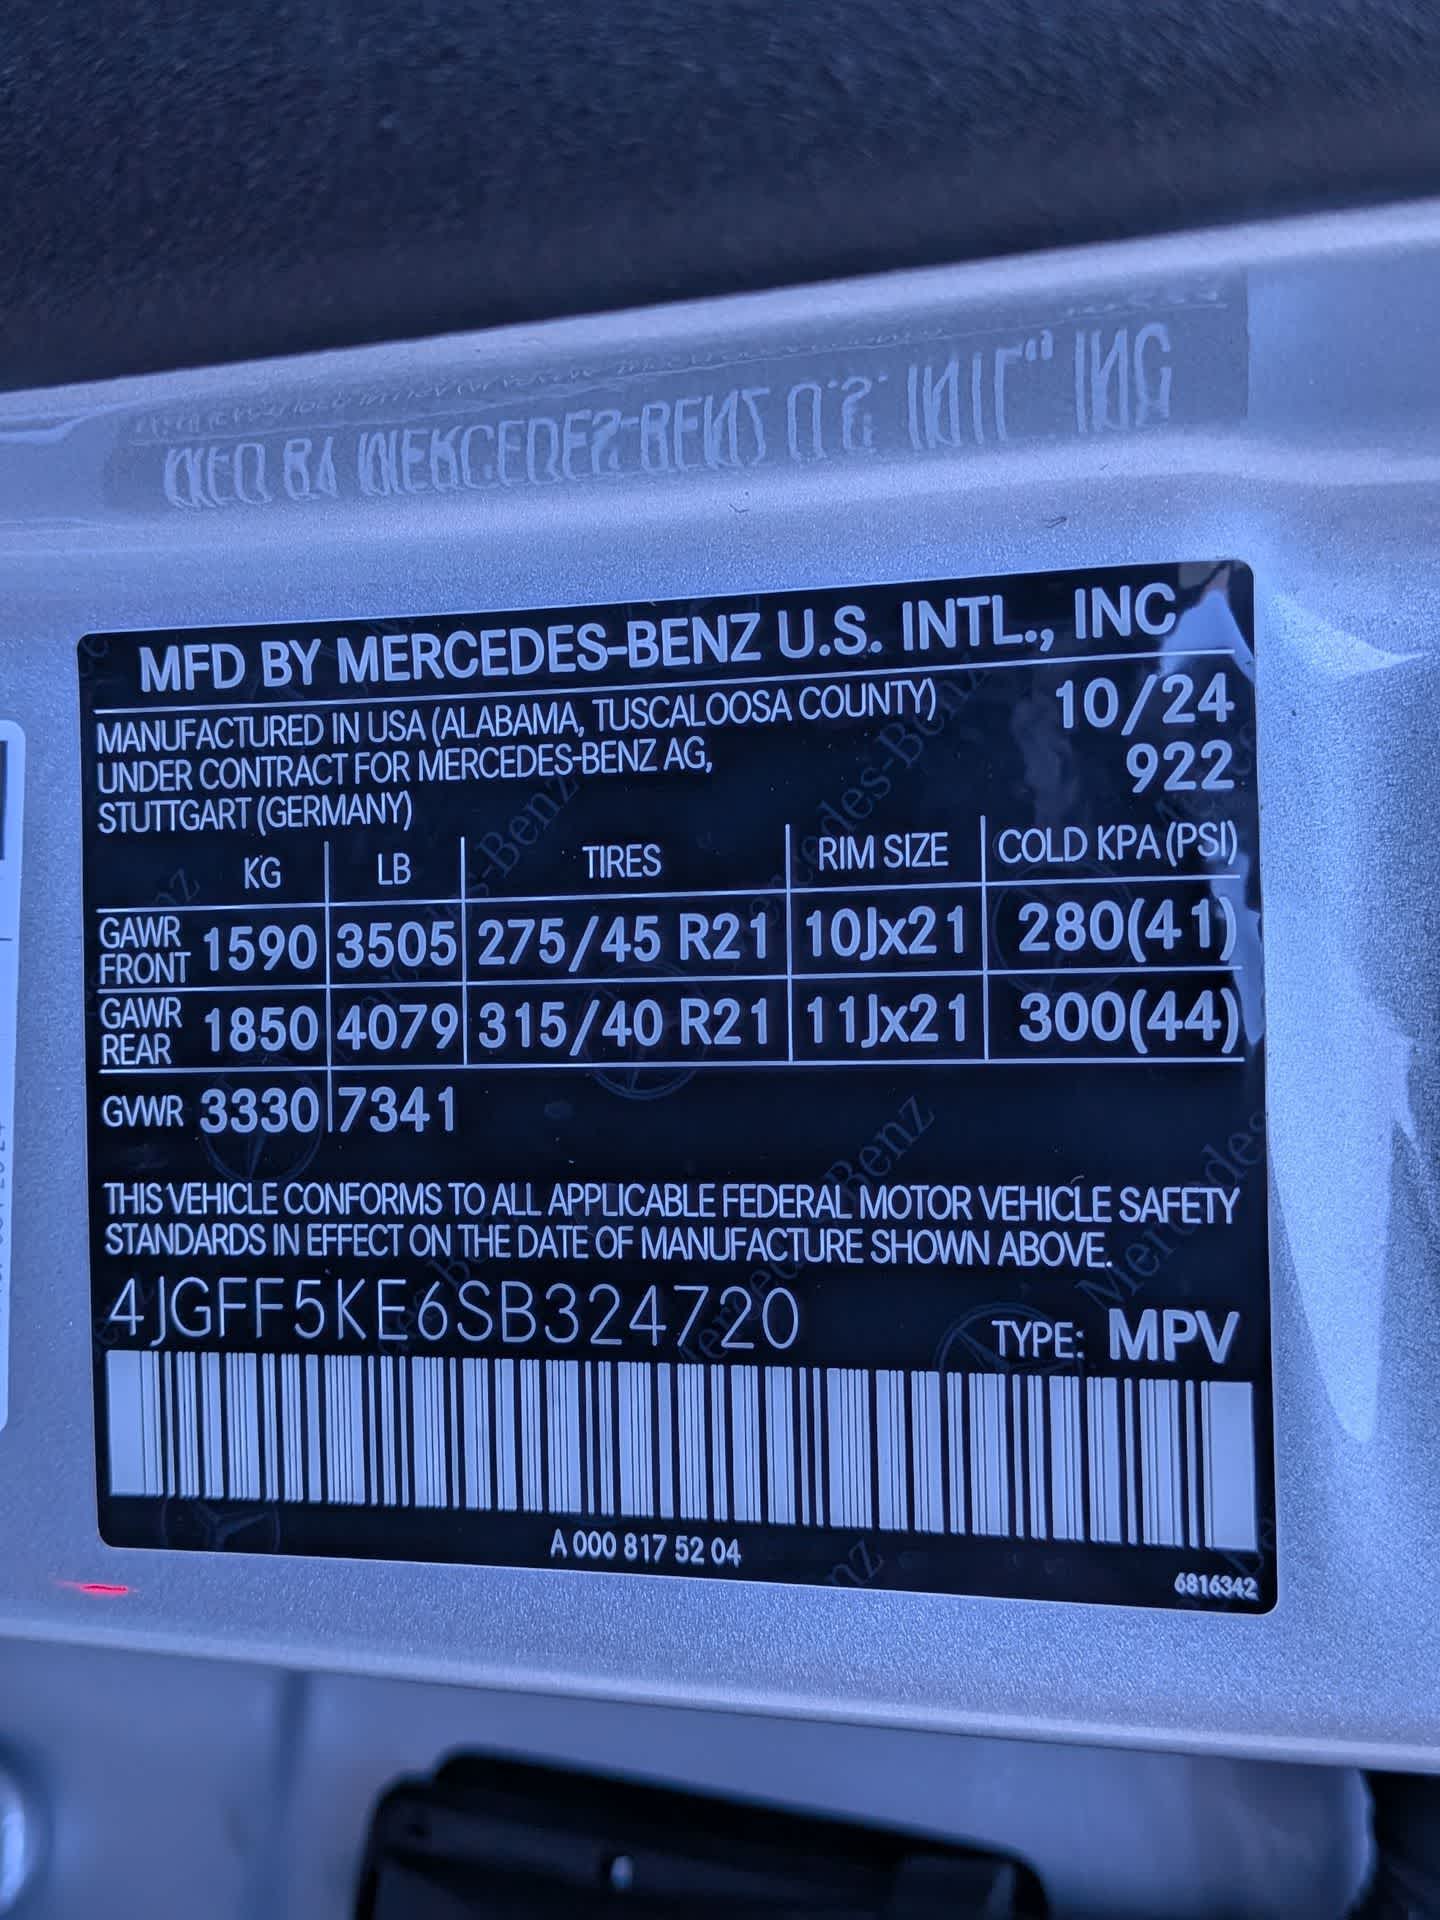 MFD BY MERCEDES-BENZ U.S. INTL., INC
MANUFACTURED IN USA (ALABAMA, TUSCALOOSA COUNTY) 10/24
UNDER CONTRACT FOR MERCEDES-BENZ AG, 922
STUTTGART (GERMANY)
KG LB TIRES RIM SIZE COLD KPA (PSI)
GAWR FRONT 1590 3505 275/45 R21 10Jx21 280(41)
GAWR REAR 1850 4079 315/40 R21 11Jx21 300(44)
GVWR 3330 7341
THIS VEHICLE CONFORMS TO ALL APPLICABLE FEDERAL MOTOR VEHICLE SAFETY
STANDARDS IN EFFECT ON THE DATE OF MANUFACTURE SHOWN ABOVE.
4JGFF5KE6SB324720 TYPE: MPV
A 000 817 52 04
6816342